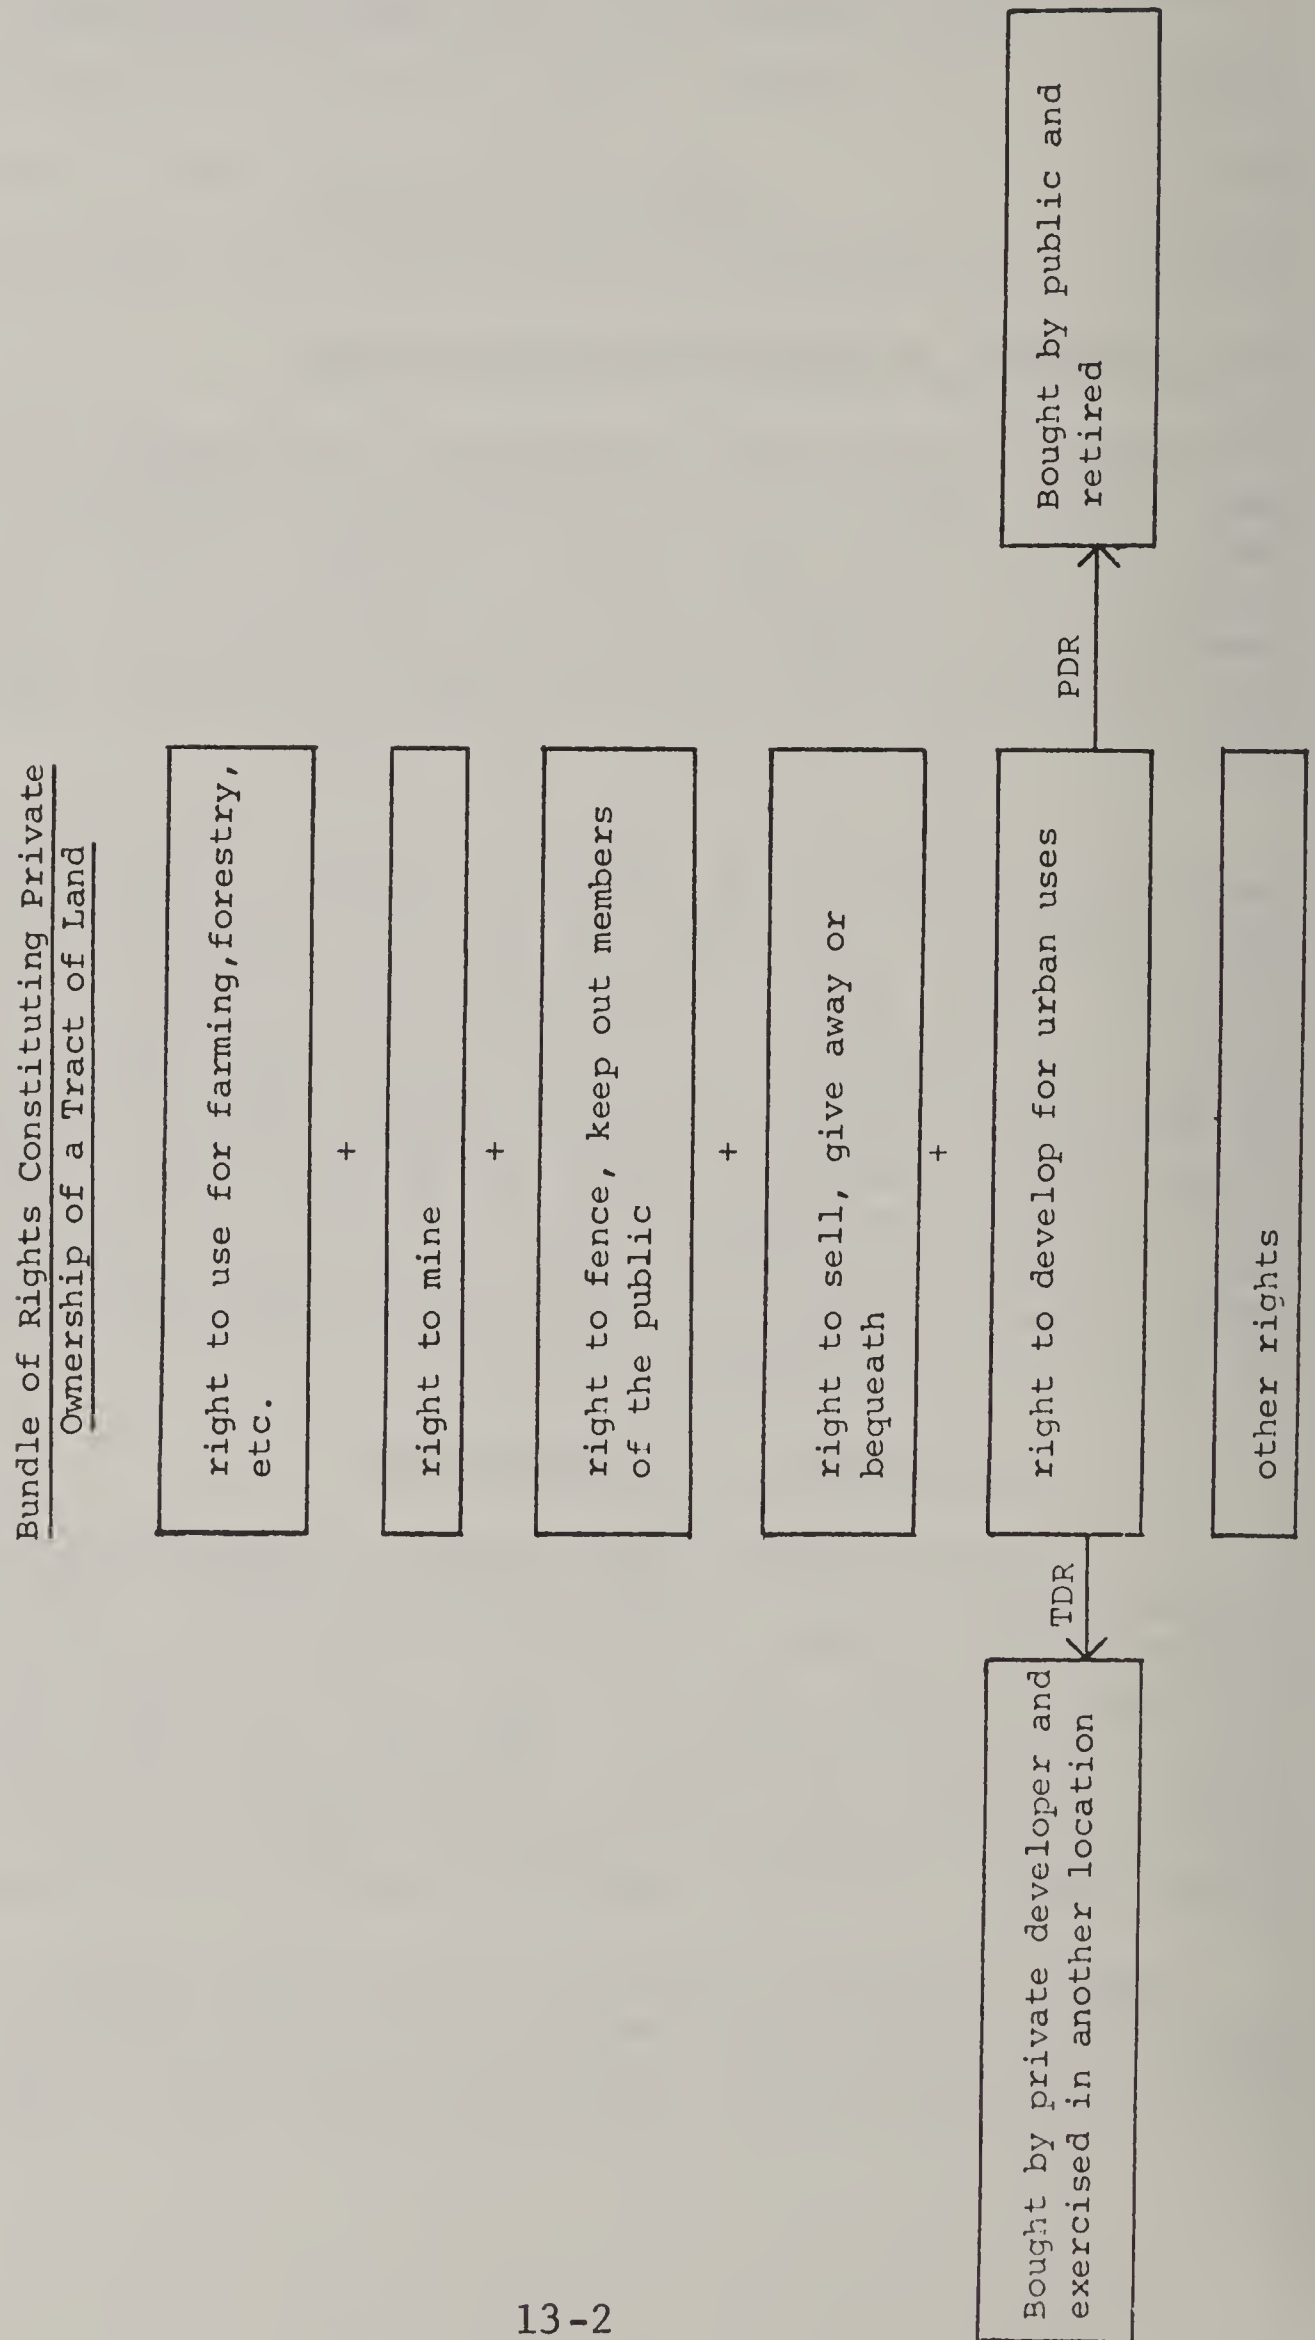 Bundle of Rights Constituting Private
Ownership of a Tract of Land
right to use for farming,forestry,
etc.
+
right to mine
+
right to fence, keep out members
of the public
+
right to sell, give away or
bequeath
+
Bought by private developer and
exercised in another location
TDR
right to develop for urban uses
PDR
Bought by public and
retired
other rights
13-2